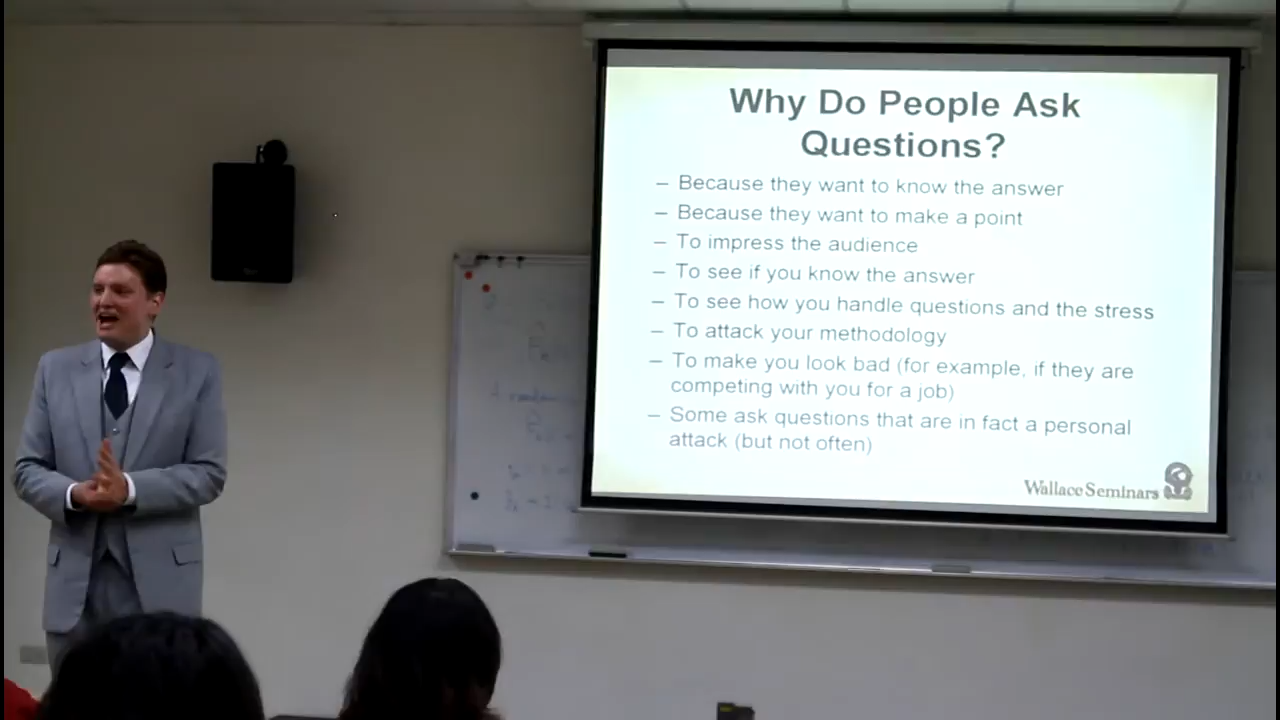 Why Do People Ask
Questions?
– Because they want to know the answer
– Because they want to make a point
– To impress the audience
– To see if you know the answer
– To see how you handle questions and the stress
– To attack your methodology
– To make you look bad (for example, if they are
competing with you for a job)
– Some ask questions that are in fact a personal
attack (but not often)
Wallace Seminars